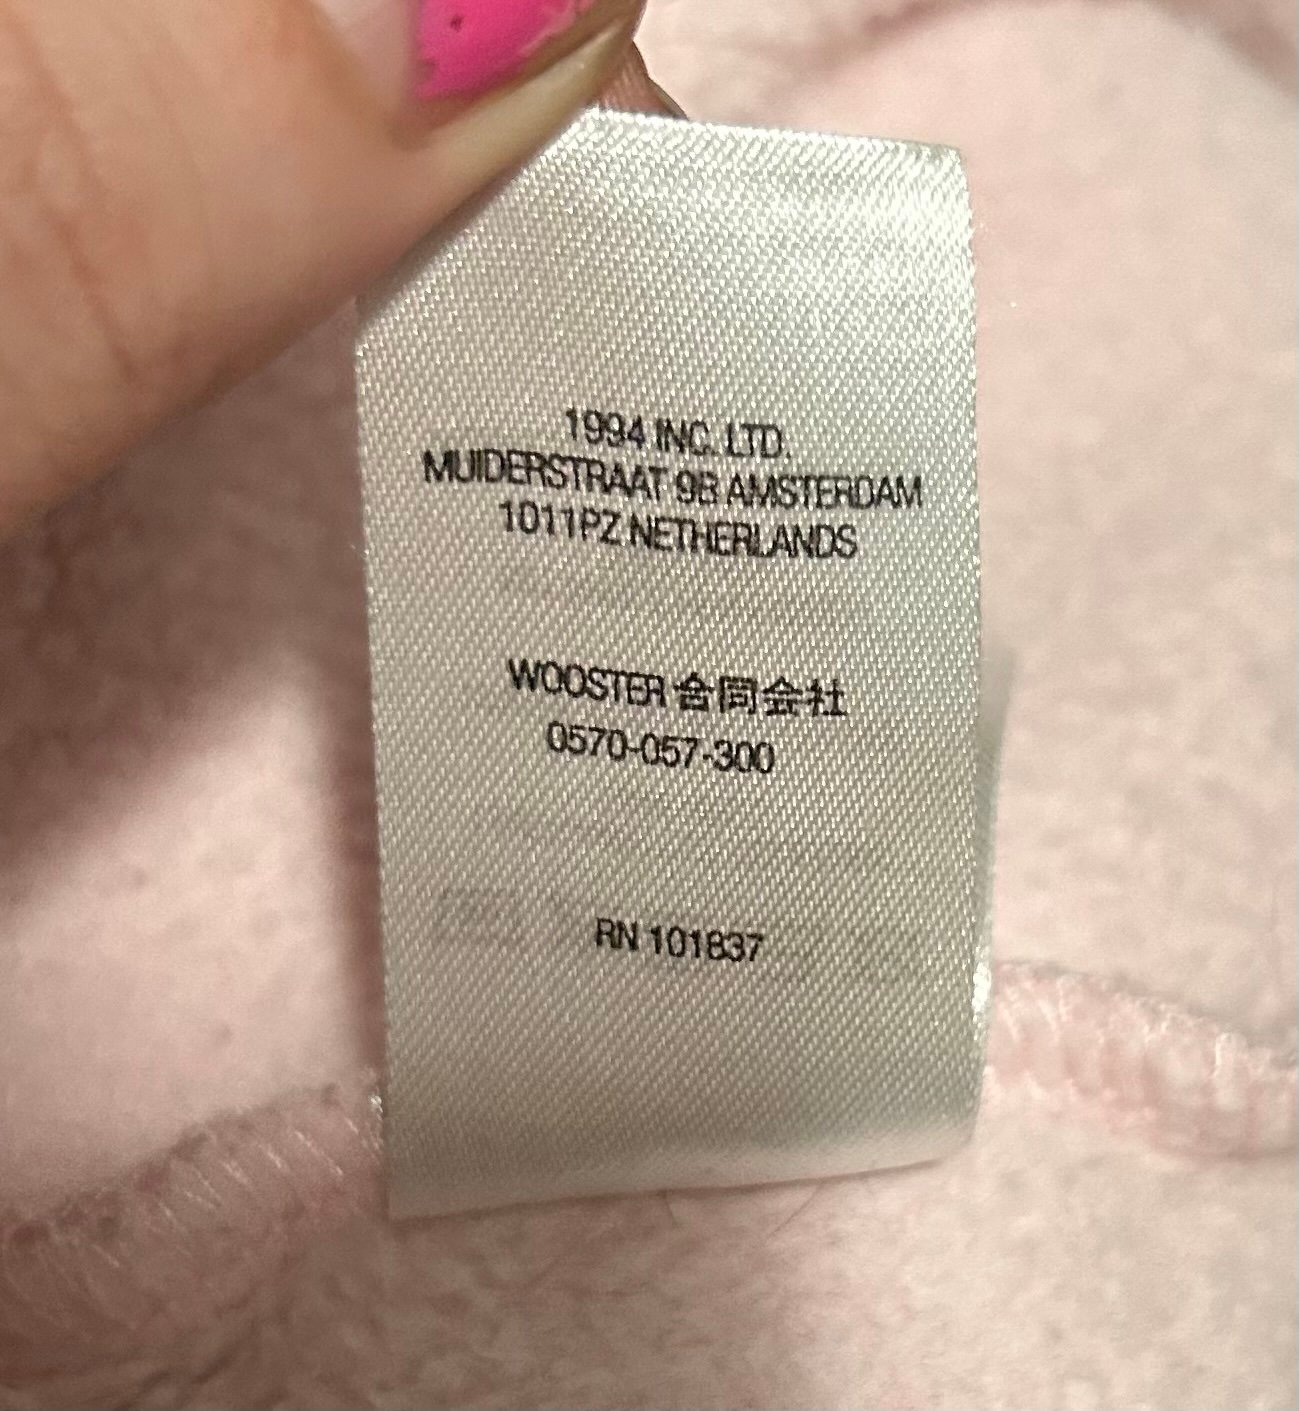 1994 INC. LTD.
MUIDERSTRAAT 9B AMSTERDAM
1011PZ NETHERLANDS
WOOSTER 合同会社
0570-057-300
RN 101837